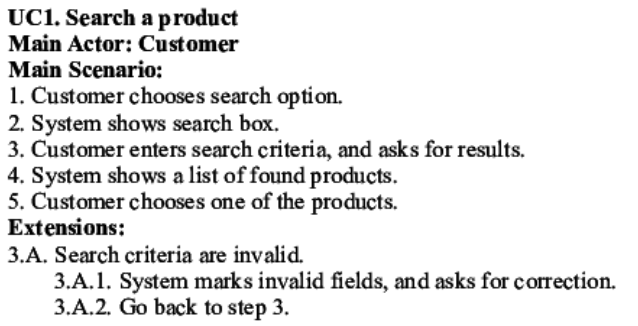 UC1. Search a product
Main Actor: Customer
Main Scenario:
1. Customer chooses search option.
2. System shows search box.
3. Customer enters search criteria, and asks for results.
4. System shows a list of found products.
5. Customer chooses one of the products.
Extensions:
3.A. Search criteria are invalid.
3.A.1. System marks invalid fields, and asks for correction.
3.A.2. Go back to step 3.